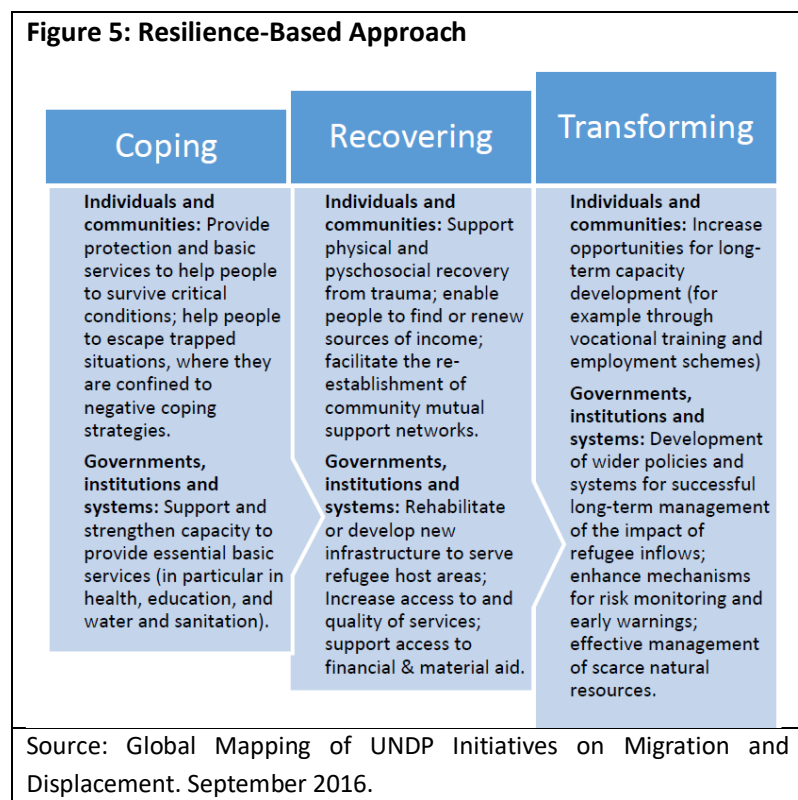 Figure 5: Resilience-Based Approach
Coping
Individuals and
communities: Provide
protection and basic
services to help people
to survive critical
conditions; help people
to escape trapped
situations, where they
are confined to
negative coping
strategies.
Governments,
institutions and
systems: Support and
strengthen capacity to
provide essential basic
services (in particular in
health, education, and
water and sanitation).
Recovering
Individuals and
communities: Support
physical and
pyschosocial recovery
from trauma; enable
people to find or renew
sources of income;
facilitate the re-
establishment of
community mutual
support networks.
Governments,
institutions and
systems: Rehabilitate
or develop new
infrastructure to serve
refugee host areas;
Increase access to and
quality of services;
support access to
financial & material aid.
Transforming
Individuals and
communities: Increase
opportunities for long-
term capacity
development (for
example through
vocational training and
employment schemes)
Governments,
institutions and
systems: Development
of wider policies and
systems for successful
long-term management
of the impact of
refugee inflows;
enhance mechanisms
for risk monitoring and
early warnings;
effective management
of scarce natural
resources.
Source: Global Mapping of UNDP Initiatives on Migration and
Displacement. September 2016.